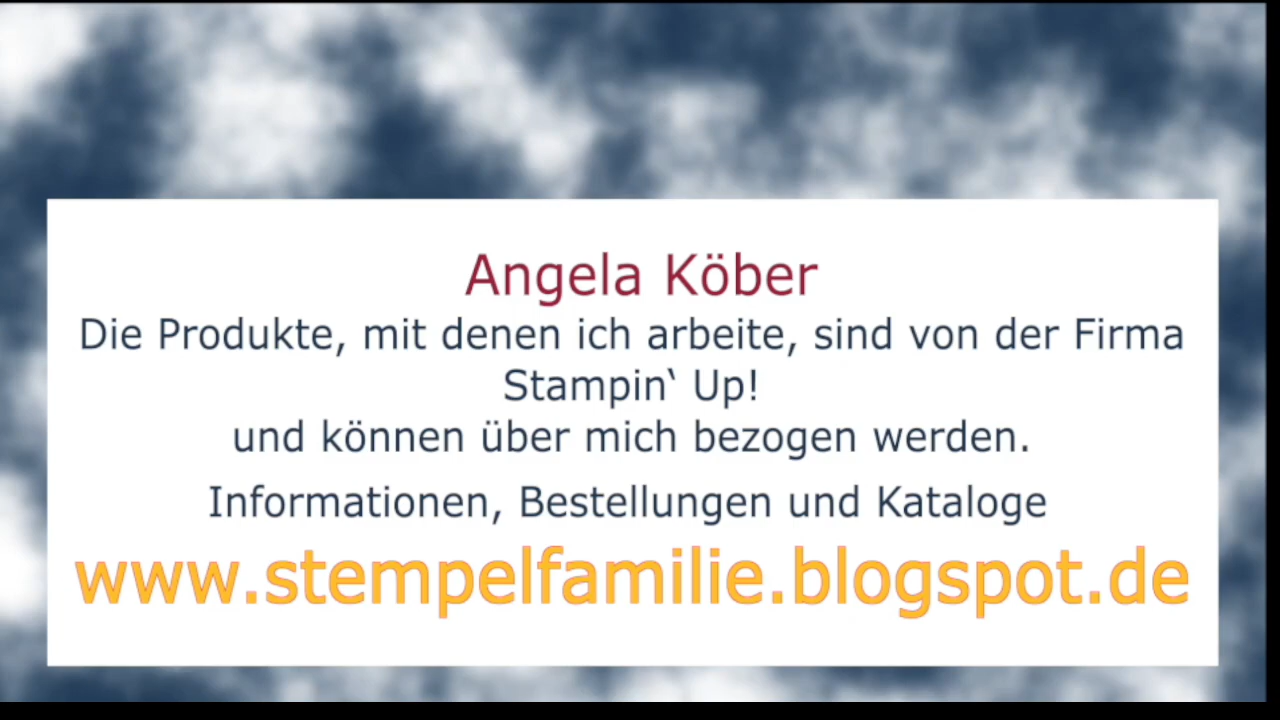 Angela Köber
Die Produkte, mit denen ich arbeite, sind von der Firma
Stampin‘ Up!
und können über mich bezogen werden.
Informationen, Bestellungen und Kataloge
www.stempelfamilie.blogspot.de